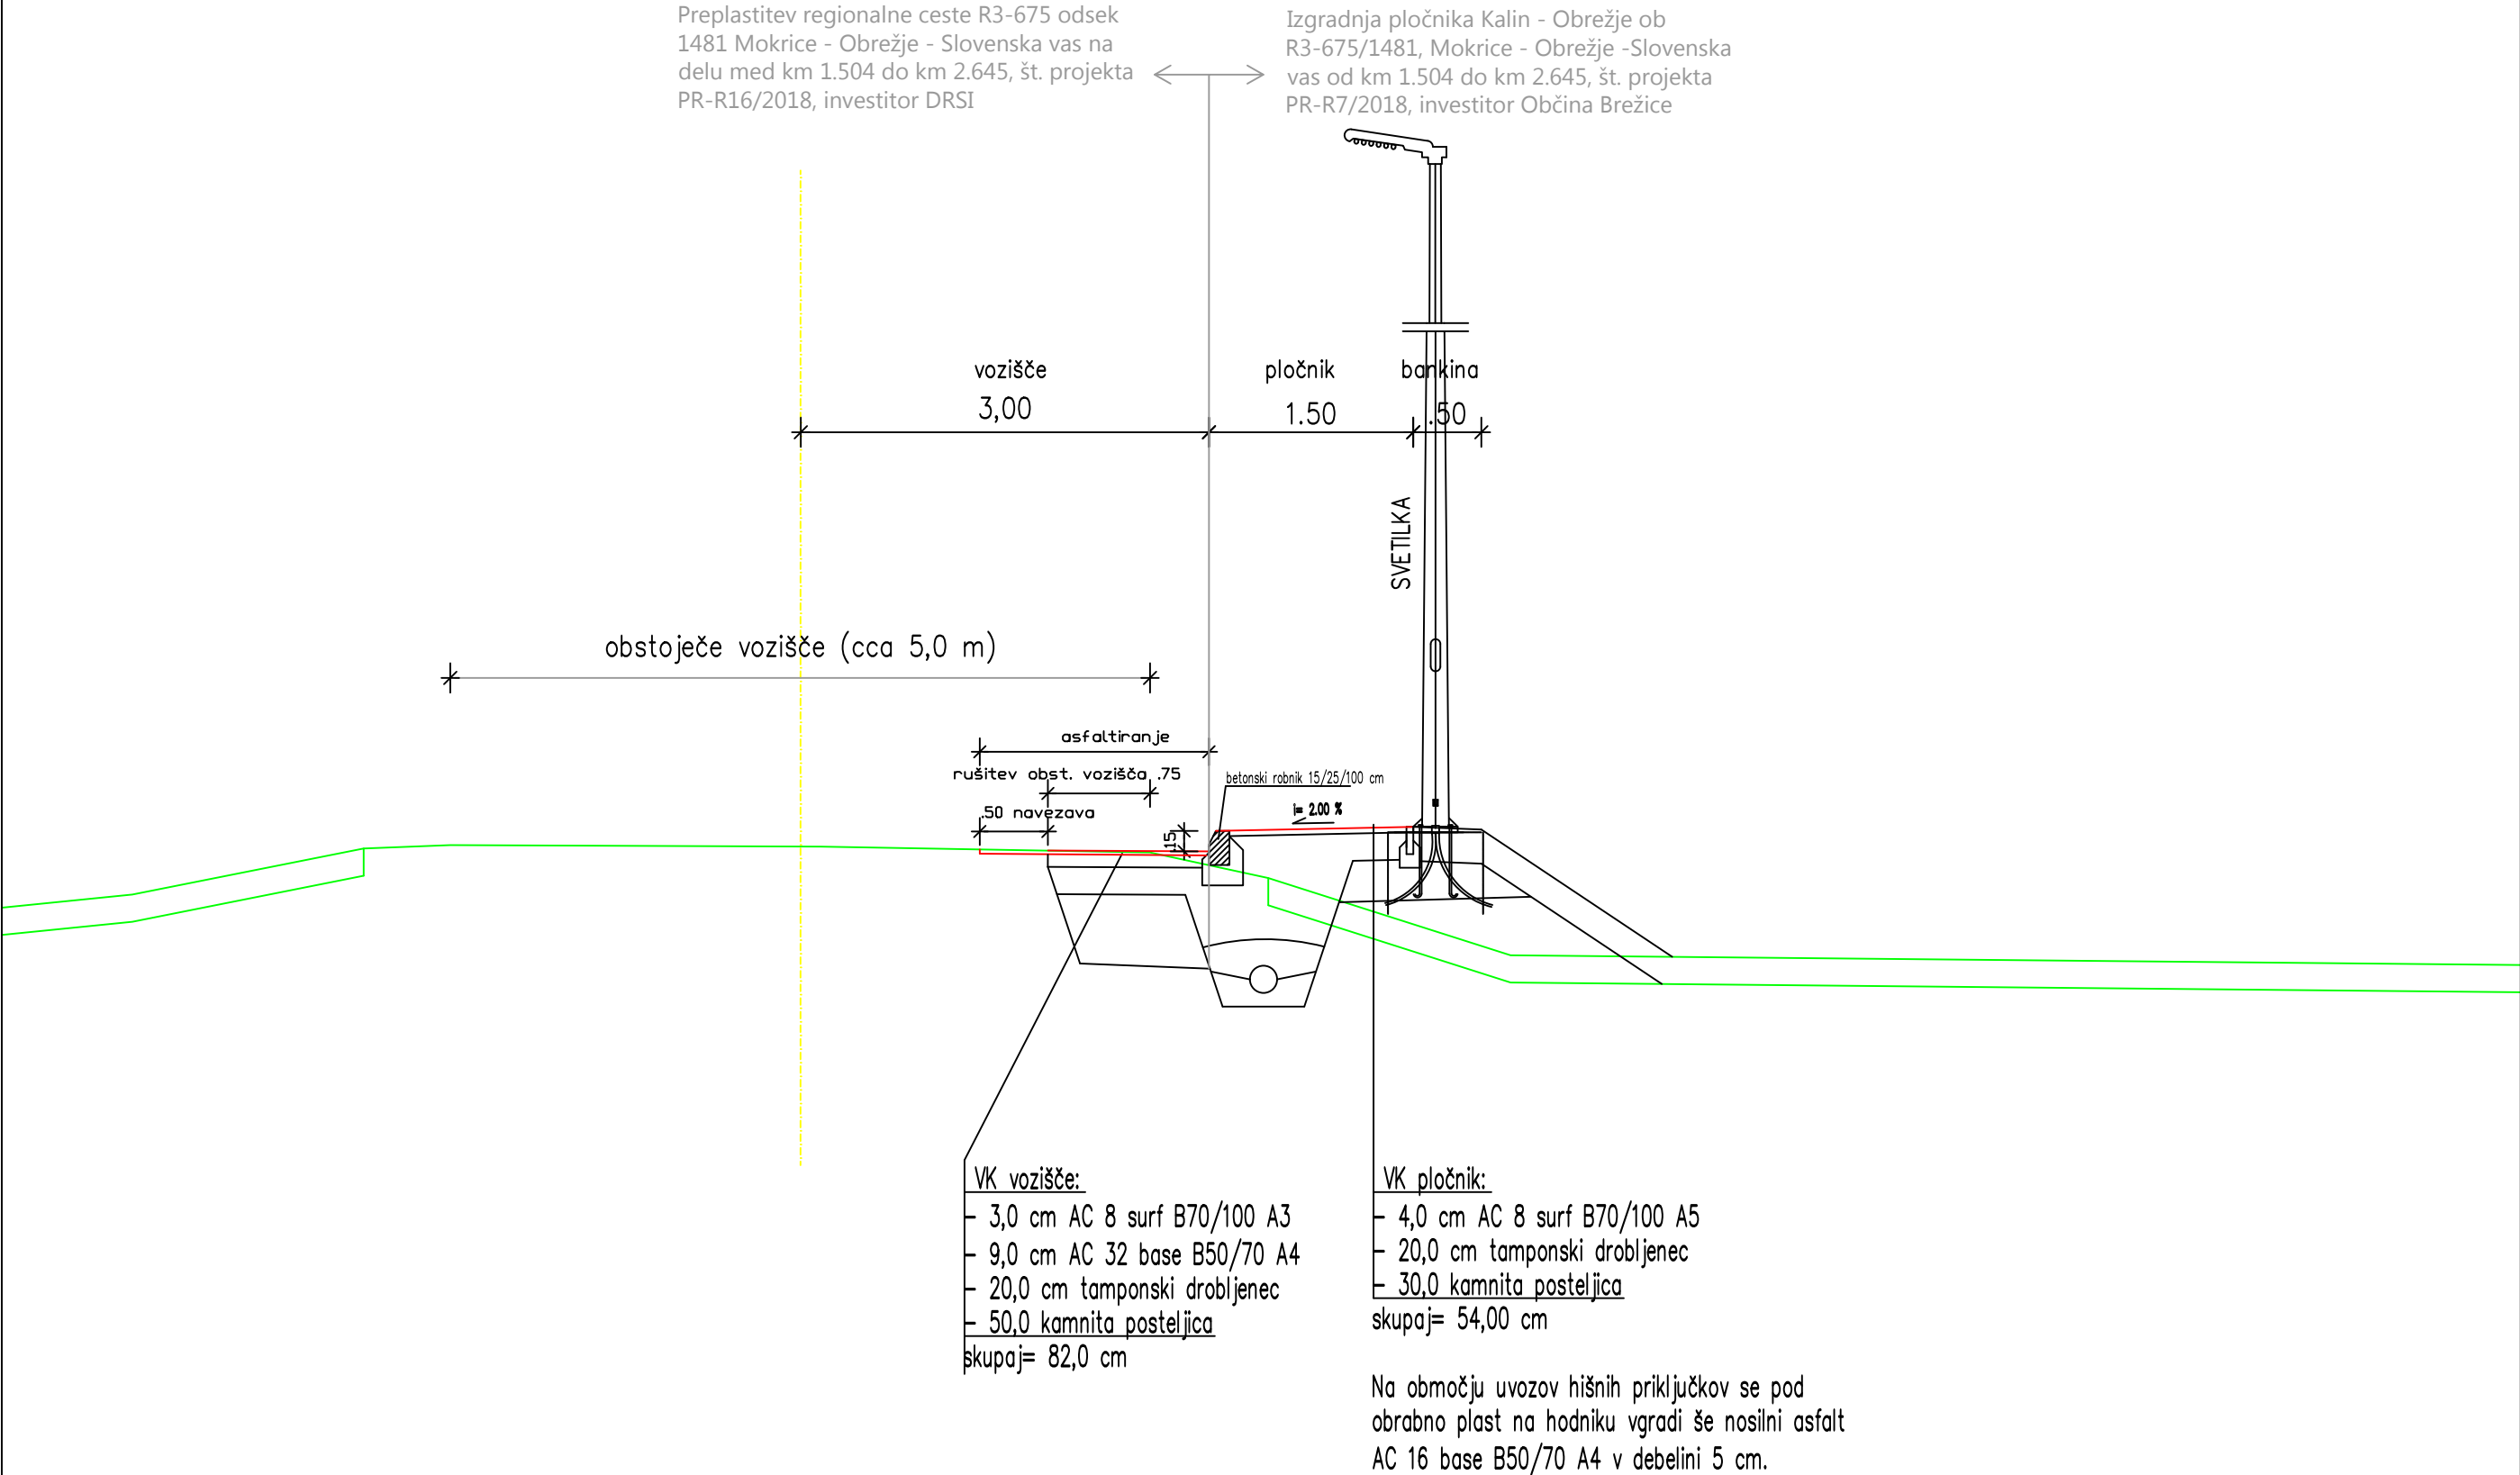 Preplastitev regionalne ceste R3-675 odsek
1481 Mokrice - Obrežje - Slovenska vas na
delu med km 1.504 do km 2.645, št. projekta
PR-R16/2018, investitor DRSI
Izgradnja pločnika Kalin - Obrežje ob
R3-675/1481, Mokrice - Obrežje -Slovenska
vas od km 1.504 do km 2.645, št. projekta
PR-R7/2018, investitor Občina Brežice
vozišče
pločnik
bankina
3,00
1.50
.50
SVETILKA
obstoječe vozišče (cca 5,0 m)
asfaltiranje
rušitev obst. vozišča .75
betonski robnik 15/25/100 cm
.50 navezava
i= 2.00 %
.15
VK vozišče:
- 3,0 cm AC 8 surf B70/100 A3
- 9,0 cm AC 32 base B50/70 A4
- 20,0 cm tamponski drobljenec
- 50,0 kamnita posteljica
skupaj= 82,0 cm
VK pločnik:
- 4,0 cm AC 8 surf B70/100 A5
- 20,0 cm tamponski drobljenec
- 30,0 kamnita posteljica
skupaj= 54,00 cm
Na območju uvozov hišnih priključkov se pod
obrabno plast na hodniku vgradi še nosilni asfalt
AC 16 base B50/70 A4 v debelini 5 cm.